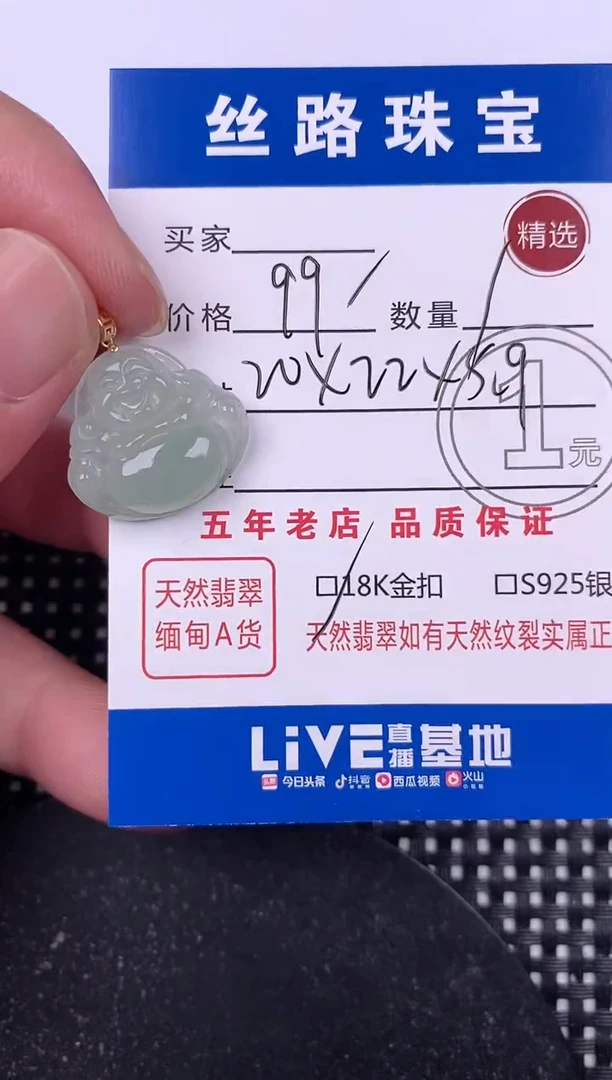 丝路珠宝
买家
精选
价格 99 数量
20X22X5.9
1元
五年老店 品质保证
天然翡翠
缅甸A货
口18K金扣 口S925银
天然翡翠如有天然纹裂实属正
LiVE直播基地
头条 今日头条 抖音 西瓜视频 火山